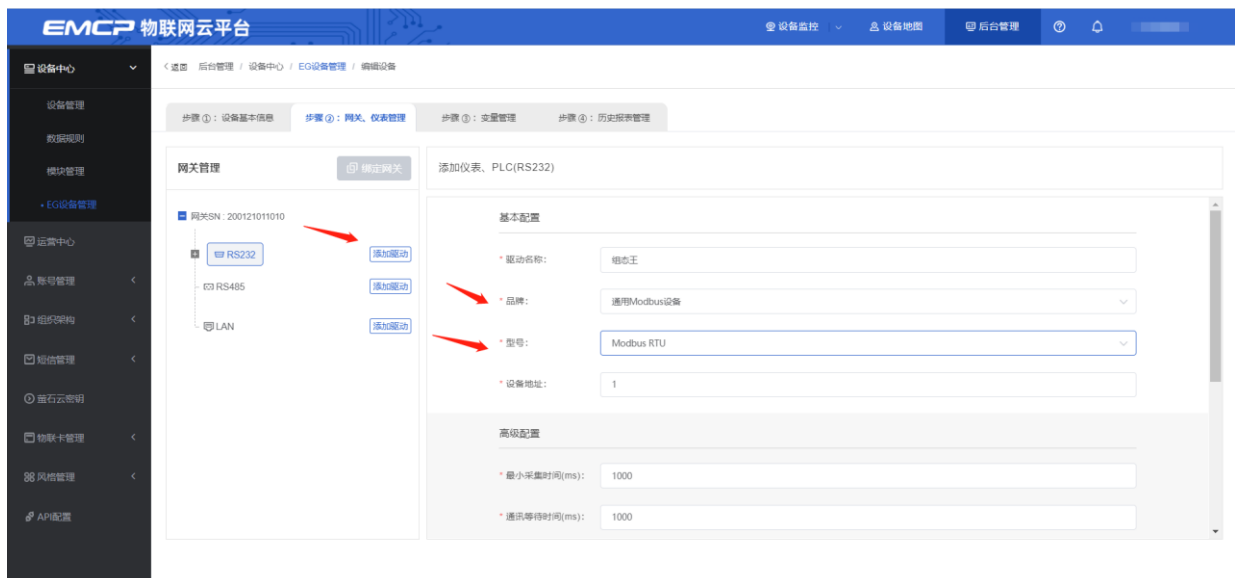 EMCP 物联网云平台
设备监控
设备地图
后台管理
设备中心
设备管理
数据规则
模块管理
• EG设备管理
运营中心
账号管理
组织架构
短信管理
萤石云密钥
物联卡管理
风格管理
API配置
返回 后台管理 / 设备中心 / EG设备管理 / 编辑设备
步骤①：设备基本信息
步骤②：网关、仪表管理
步骤③：变量管理
步骤④：历史报表管理
网关管理
绑定网关
网关SN : 200121011010
RS232
添加驱动
RS485
添加驱动
LAN
添加驱动
添加仪表、PLC(RS232)
基本配置
* 驱动名称: 组态王
* 品牌: 通用Modbus设备
* 型号: Modbus RTU
* 设备地址: 1
高级配置
* 最小采集时间(ms): 1000
* 通讯等待时间(ms): 1000